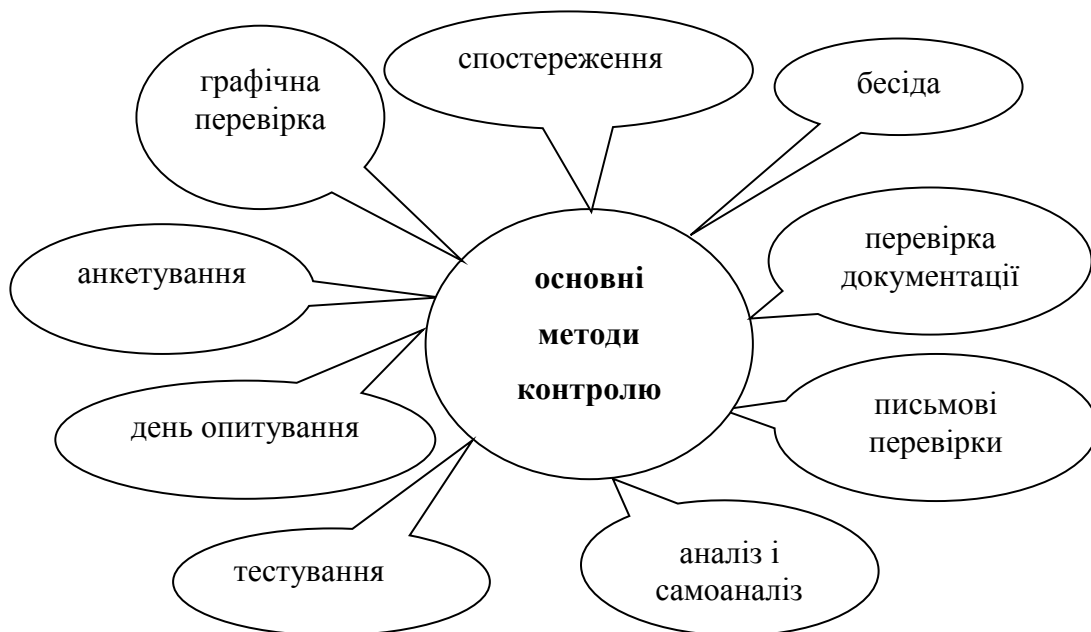 спостереження
бесіда
графічна
перевірка
перевірка
документації
анкетування
основні
методи
контролю
день опитування
письмові
перевірки
тестування
аналіз і
самоаналіз